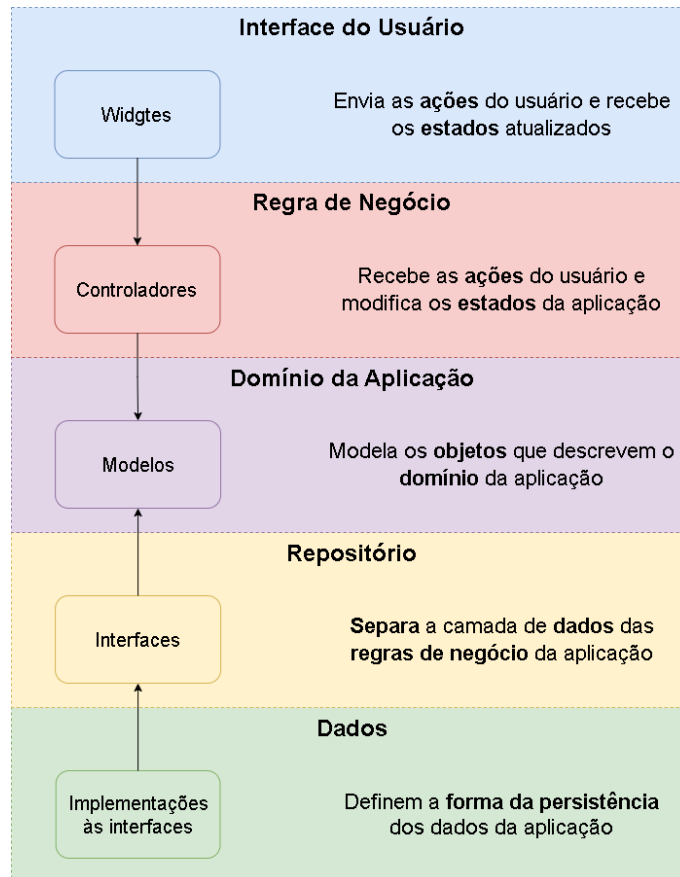 Interface do Usuário
Widgtes
Envia as ações do usuário e recebe
os estados atualizados
Regra de Negócio
Controladores
Recebe as ações do usuário e
modifica os estados da aplicação
Domínio da Aplicação
Modelos
Modela os objetos que descrevem o
domínio da aplicação
Repositório
Interfaces
Separa a camada de dados das
regras de negócio da aplicação
Dados
Implementações
às interfaces
Definem a forma da persistência
dos dados da aplicação